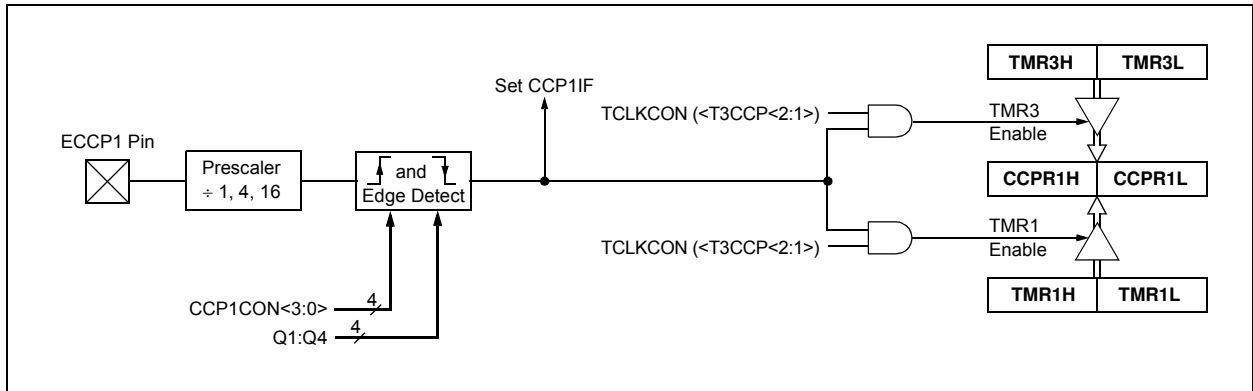 TMR3H TMR3L
Set CCP1IF
TCLKCON (<T3CCP<2:1>)
TMR3
Enable
ECCP1 Pin
Prescaler
÷ 1, 4, 16
and
Edge Detect
CCPR1H CCPR1L
TCLKCON (<T3CCP<2:1>)
TMR1
Enable
TMR1H TMR1L
CCP1CON<3:0>
4
Q1:Q4
4